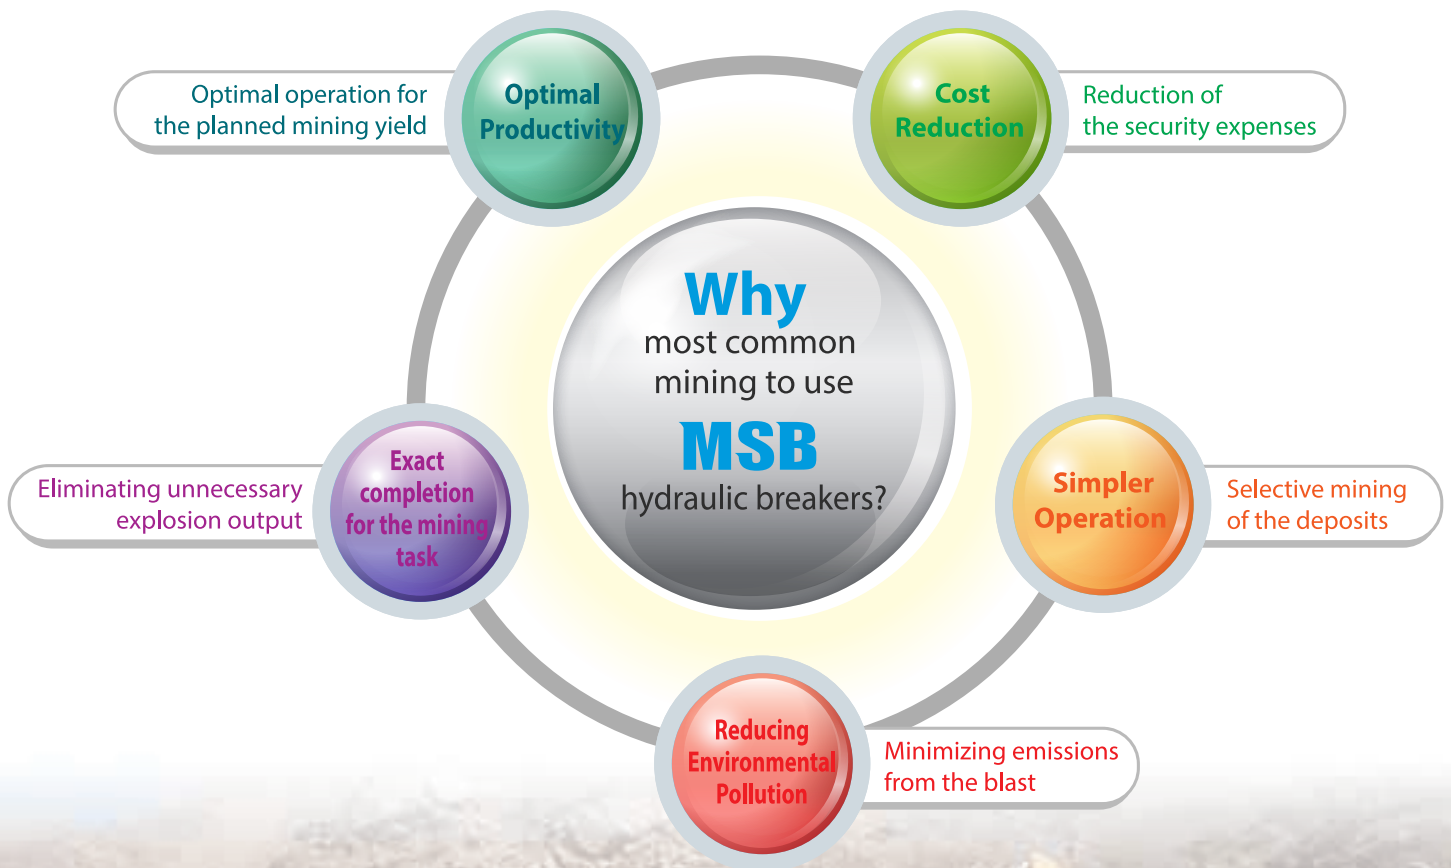 Optimal operation for
the planned mining yield
Optimal
Productivity
Cost
Reduction
Reduction of
the security expenses
Why
most common
mining to use
MSB
hydraulic breakers?
Eliminating unnecessary
explosion output
Exact
completion
for the mining
task
Simpler
Operation
Selective mining
of the deposits
Reducing
Environmental
Pollution
Minimizing emissions
from the blast